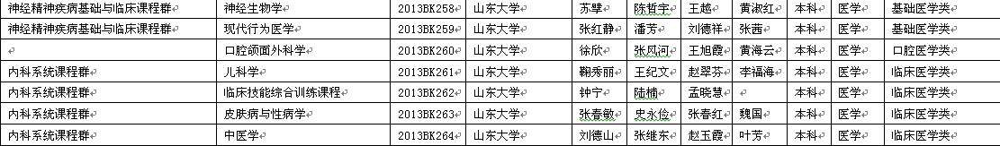 神经精神疾病基础与临床课程群 神经生物学 2013BK258 山东大学 苏擘 陈哲宇 王越 黄淑红 本科 医学 基础医学类
神经精神疾病基础与临床课程群 现代行为医学 2013BK259 山东大学 张红静 潘芳 刘德祥 张茜 本科 医学 基础医学类
口腔颌面外科学 2013BK260 山东大学 徐欣 张风河 王旭霞 黄海云 本科 医学 口腔医学类
内科系统课程群 儿科学 2013BK261 山东大学 鞠秀丽 王纪文 赵翠芬 李福海 本科 医学 临床医学类
内科系统课程群 临床技能综合训练课程 2013BK262 山东大学 钟宁 陆楠 孟晓慧 本科 医学 临床医学类
内科系统课程群 皮肤病与性病学 2013BK263 山东大学 张春敏 史永俭 张春红 魏国 本科 医学 临床医学类
内科系统课程群 中医学 2013BK264 山东大学 刘德山 张继东 赵玉霞 叶芳 本科 医学 临床医学类